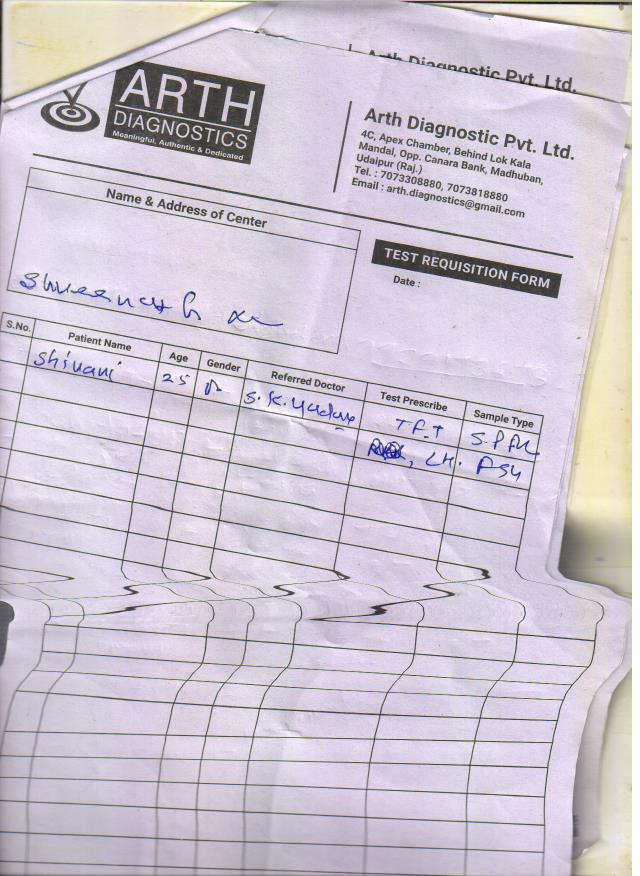 Arth Diagnostic Pvt. Ltd.
ARTH
DIAGNOSTICS
Meaningful, Authentic & Dedicated
Arth Diagnostic Pvt. Ltd.
4C, Apex Chamber, Behind Lok Kala
Mandal, Opp. Canara Bank, Madhuban,
Udaipur (Raj.)
Tel. : 7073308880, 7073818880
Email : arth.diagnostics@gmail.com
Name & Address of Center
TEST REQUISITION FORM
Date :
S.No. Patient Name Age Gender Referred Doctor Test Prescribe Sample Type
Shivani 25 S.K. Yadav T.F.T
, LH.